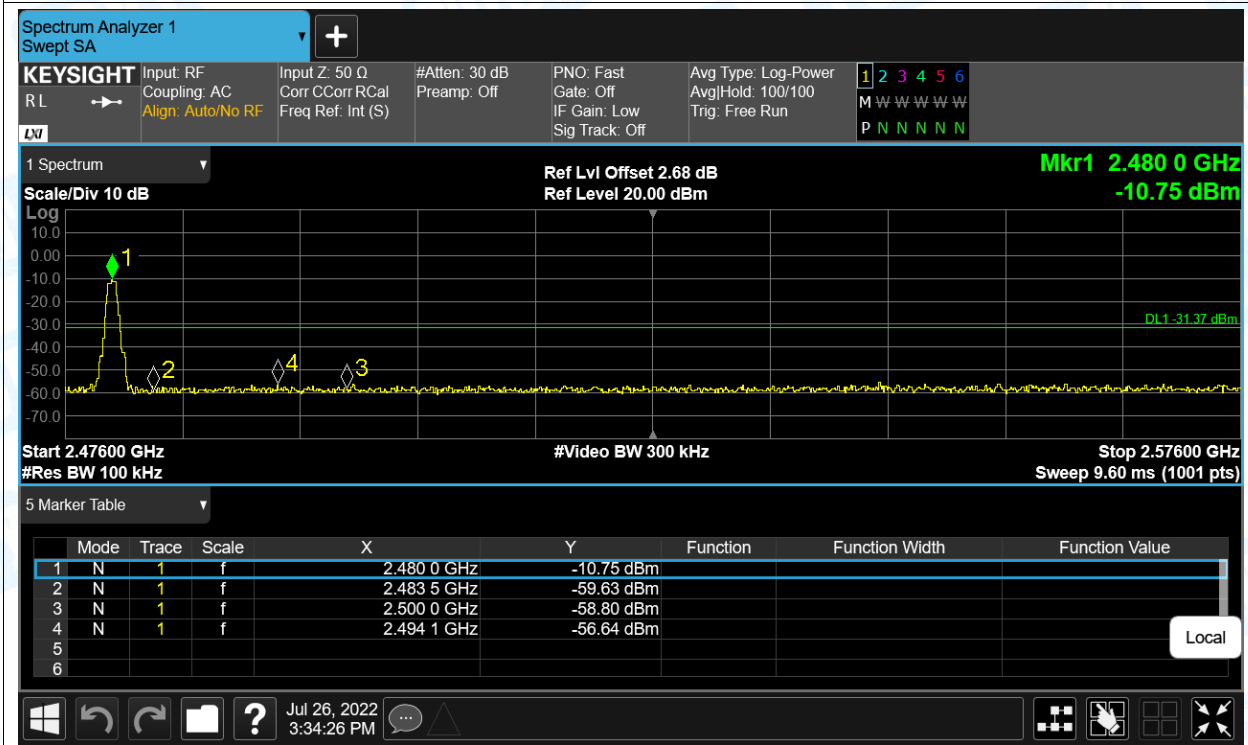 Spectrum Analyzer 1
Swept SA
KEYSIGHT
R L
LXI
Input: RF
Coupling: AC
Align: Auto/No RF
Input Z: 50 Ω
Corr CCorr RCal
Freq Ref: Int (S)
#Atten: 30 dB
Preamp: Off
PNO: Fast
Gate: Off
IF Gain: Low
Sig Track: Off
Avg Type: Log-Power
Avg|Hold: 100/100
Trig: Free Run
1 2 3 4 5 6
M W W W W W
P N N N N N
1 Spectrum
Scale/Div 10 dB
Ref Lvl Offset 2.68 dB
Ref Level 20.00 dBm
Mkr1 2.480 0 GHz
-10.75 dBm
Log
10.0
0.00
-10.0
-20.0
-30.0
-40.0
-50.0
-60.0
-70.0
1
2
4
3
DL1 -31.37 dBm
Start 2.47600 GHz
#Res BW 100 kHz
#Video BW 300 kHz
Stop 2.57600 GHz
Sweep 9.60 ms (1001 pts)
5 Marker Table
Mode Trace Scale X Y Function Function Width Function Value
1 N 1 f 2.480 0 GHz -10.75 dBm
2 N 1 f 2.483 5 GHz -59.63 dBm
3 N 1 f 2.500 0 GHz -58.80 dBm
4 N 1 f 2.494 1 GHz -56.64 dBm
5
6
Local
?
Jul 26, 2022
3:34:26 PM